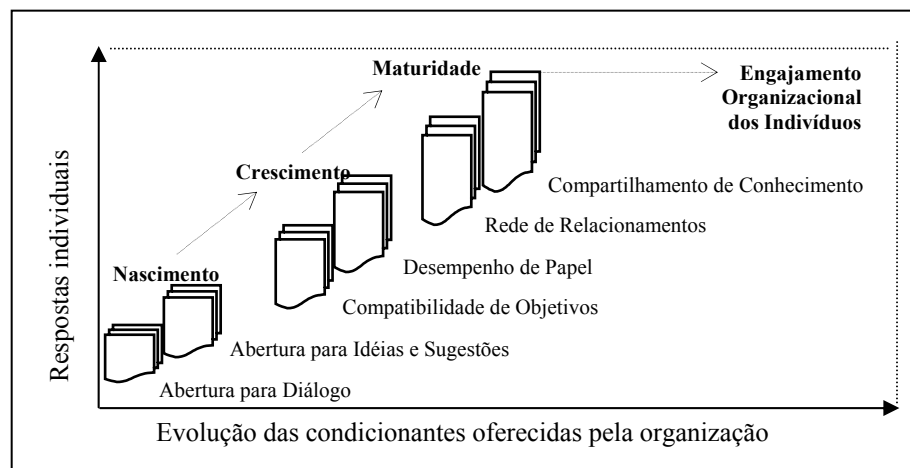 Maturidade
Engajamento
Organizacional
dos Indivíduos
Crescimento
Compartilhamento de Conhecimento
Rede de Relacionamentos
Nascimento
Desempenho de Papel
Compatibilidade de Objetivos
Abertura para Idéias e Sugestões
Abertura para Diálogo
Respostas individuais
Evolução das condicionantes oferecidas pela organização